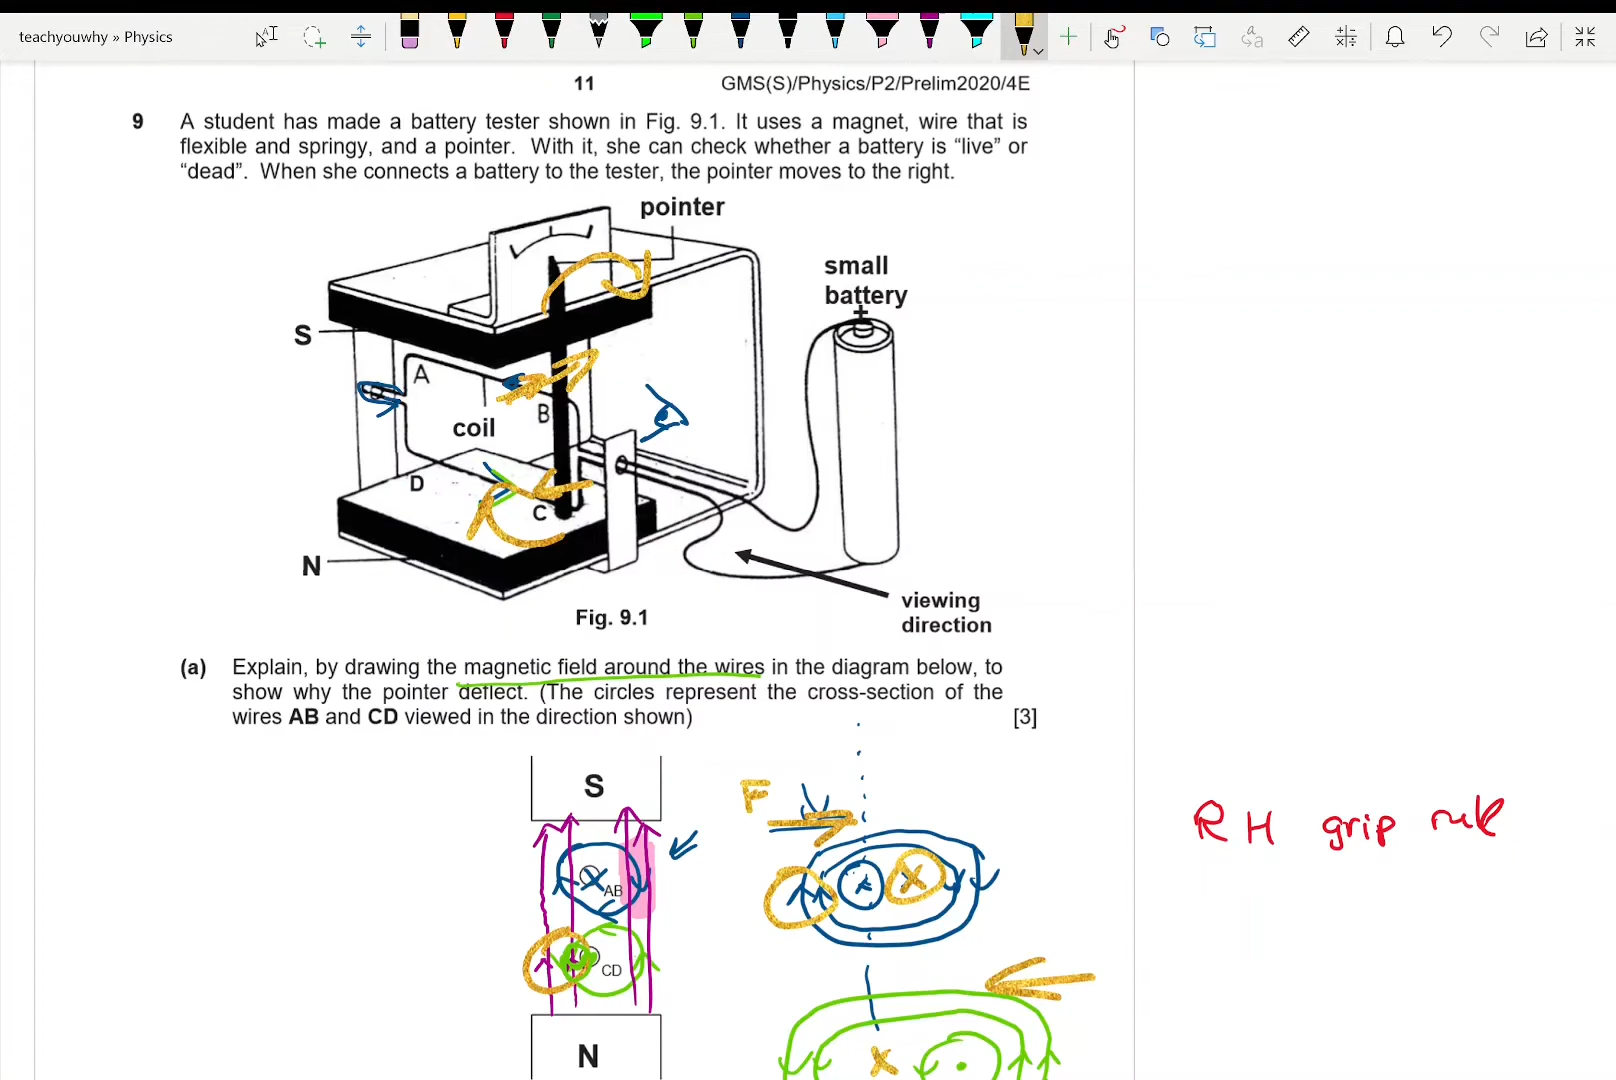 teachyouwhy » Physics
11 GMS(S)/Physics/P2/Prelim2020/4E
9 A student has made a battery tester shown in Fig. 9.1. It uses a magnet, wire that is
flexible and springy, and a pointer. With it, she can check whether a battery is “live” or
“dead”. When she connects a battery to the tester, the pointer moves to the right.
pointer
small
battery
+
S
A
B
coil
D
C
N
viewing
direction
Fig. 9.1
(a) Explain, by drawing the magnetic field around the wires in the diagram below, to
show why the pointer deflect. (The circles represent the cross-section of the
wires AB and CD viewed in the direction shown) [3]
S
F
RH grip rule
AB
CD
N